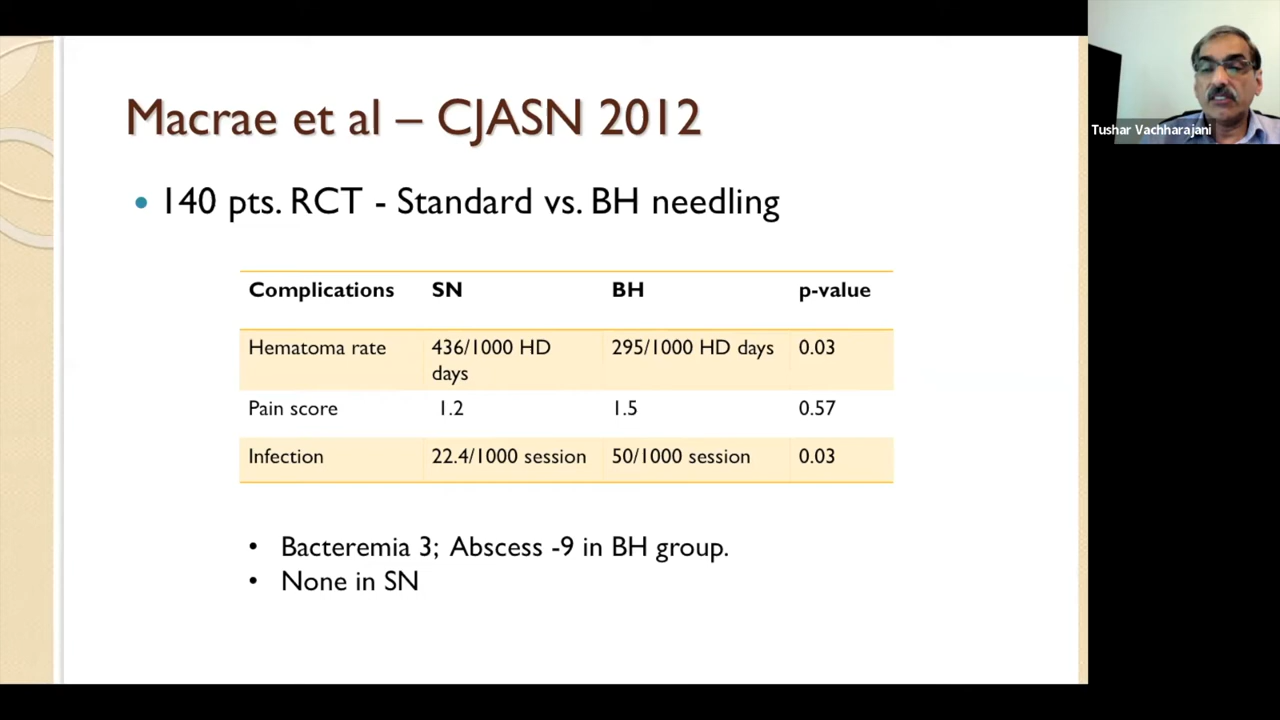 Macrae et al – CJASN 2012
Tushar Vachharajani
• 140 pts. RCT - Standard vs. BH needling
Complications SN BH p-value
Hematoma rate 436/1000 HD days 295/1000 HD days 0.03
Pain score 1.2 1.5 0.57
Infection 22.4/1000 session 50/1000 session 0.03
• Bacteremia 3; Abscess -9 in BH group.
• None in SN